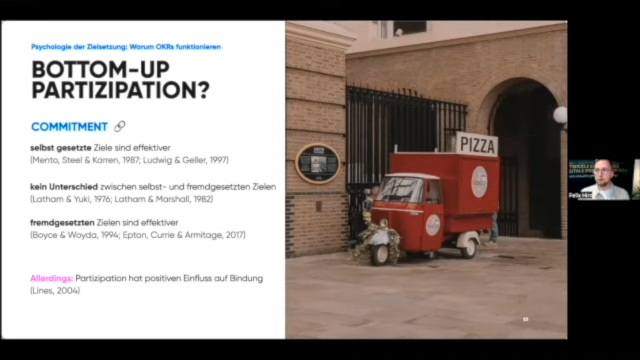 Psychologie der Zielsetzung: Warum OKRs funktionieren
BOTTOM-UP
PARTIZIPATION?
COMMITMENT
selbst gesetzte Ziele sind effektiver
(Mento, Steel & Karren, 1987; Ludwig & Geller, 1997)
kein Unterschied zwischen selbst- und fremdgesetzten Zielen
(Latham & Yuki, 1976; Latham & Marshall, 1982)
fremdgesetzten Zielen sind effektiver
(Boyce & Wayda, 1994; Epton, Currie & Armitage, 2017)
Allerdings: Partizipation hat positiven Einfluss auf Bindung
(Lines, 2004)
PIZZA